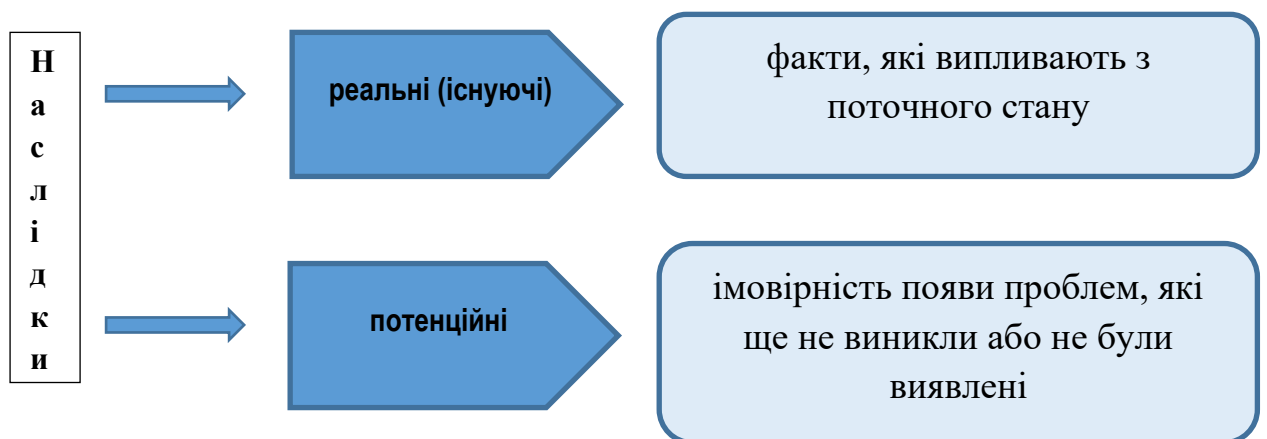 Наслідки
реальні (існуючі)
факти, які випливають з
поточного стану
потенційні
імовірність появи проблем, які
ще не виникли або не були
виявлені